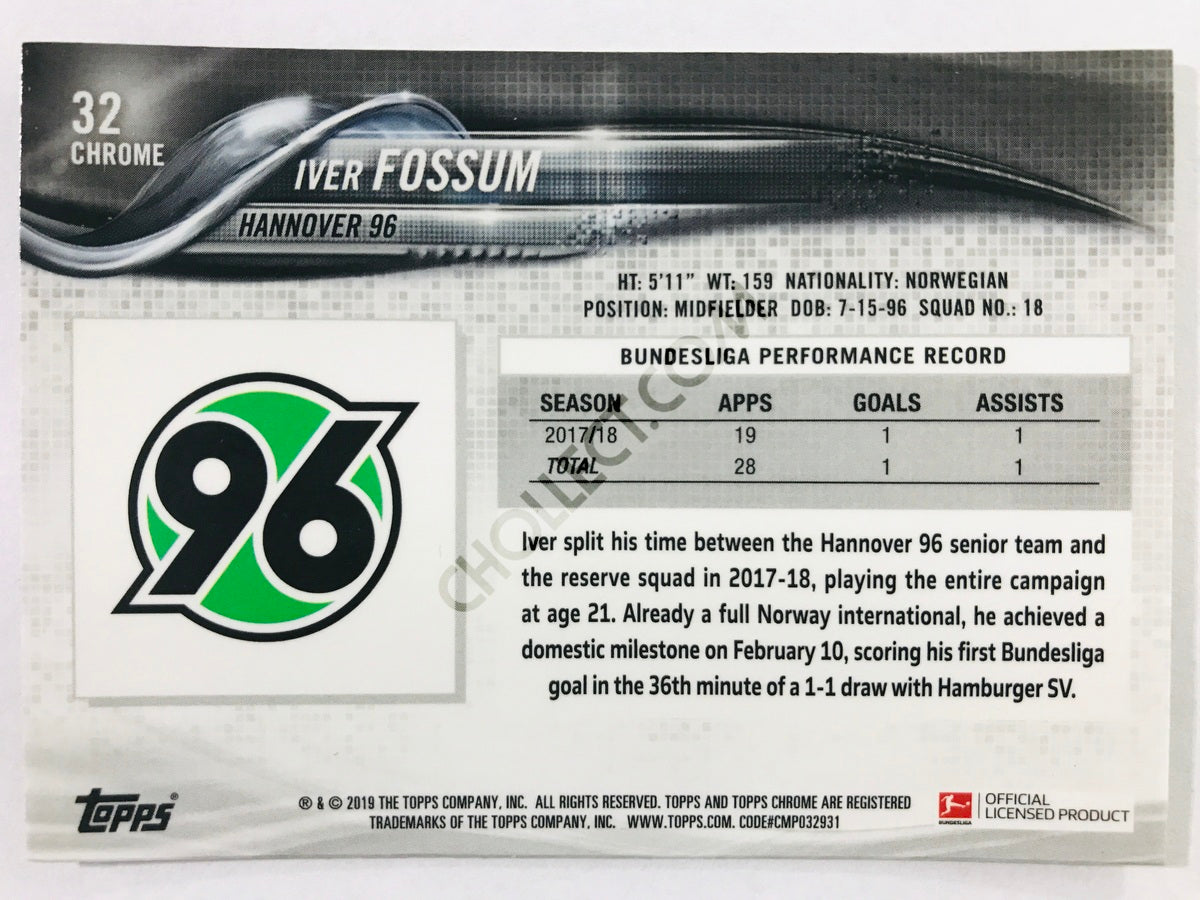 32
CHROME
IVER FOSSUM
HANNOVER 96
HT: 5'11" WT: 159 NATIONALITY: NORWEGIAN
POSITION: MIDFIELDER DOB: 7-15-96 SQUAD NO.: 18
BUNDESLIGA PERFORMANCE RECORD
SEASON APPS GOALS ASSISTS
2017/18 19 1 1
TOTAL 28 1 1
96
Iver split his time between the Hannover 96 senior team and
the reserve squad in 2017-18, playing the entire campaign
at age 21. Already a full Norway international, he achieved a
domestic milestone on February 10, scoring his first Bundesliga
goal in the 36th minute of a 1-1 draw with Hamburger SV.
CHOLLECT.COM
Topps®
® & © 2019 THE TOPPS COMPANY, INC. ALL RIGHTS RESERVED. TOPPS AND TOPPS CHROME ARE REGISTERED
TRADEMARKS OF THE TOPPS COMPANY, INC. WWW.TOPPS.COM. CODE#CMP032931
BUNDESLIGA
OFFICIAL
LICENSED PRODUCT